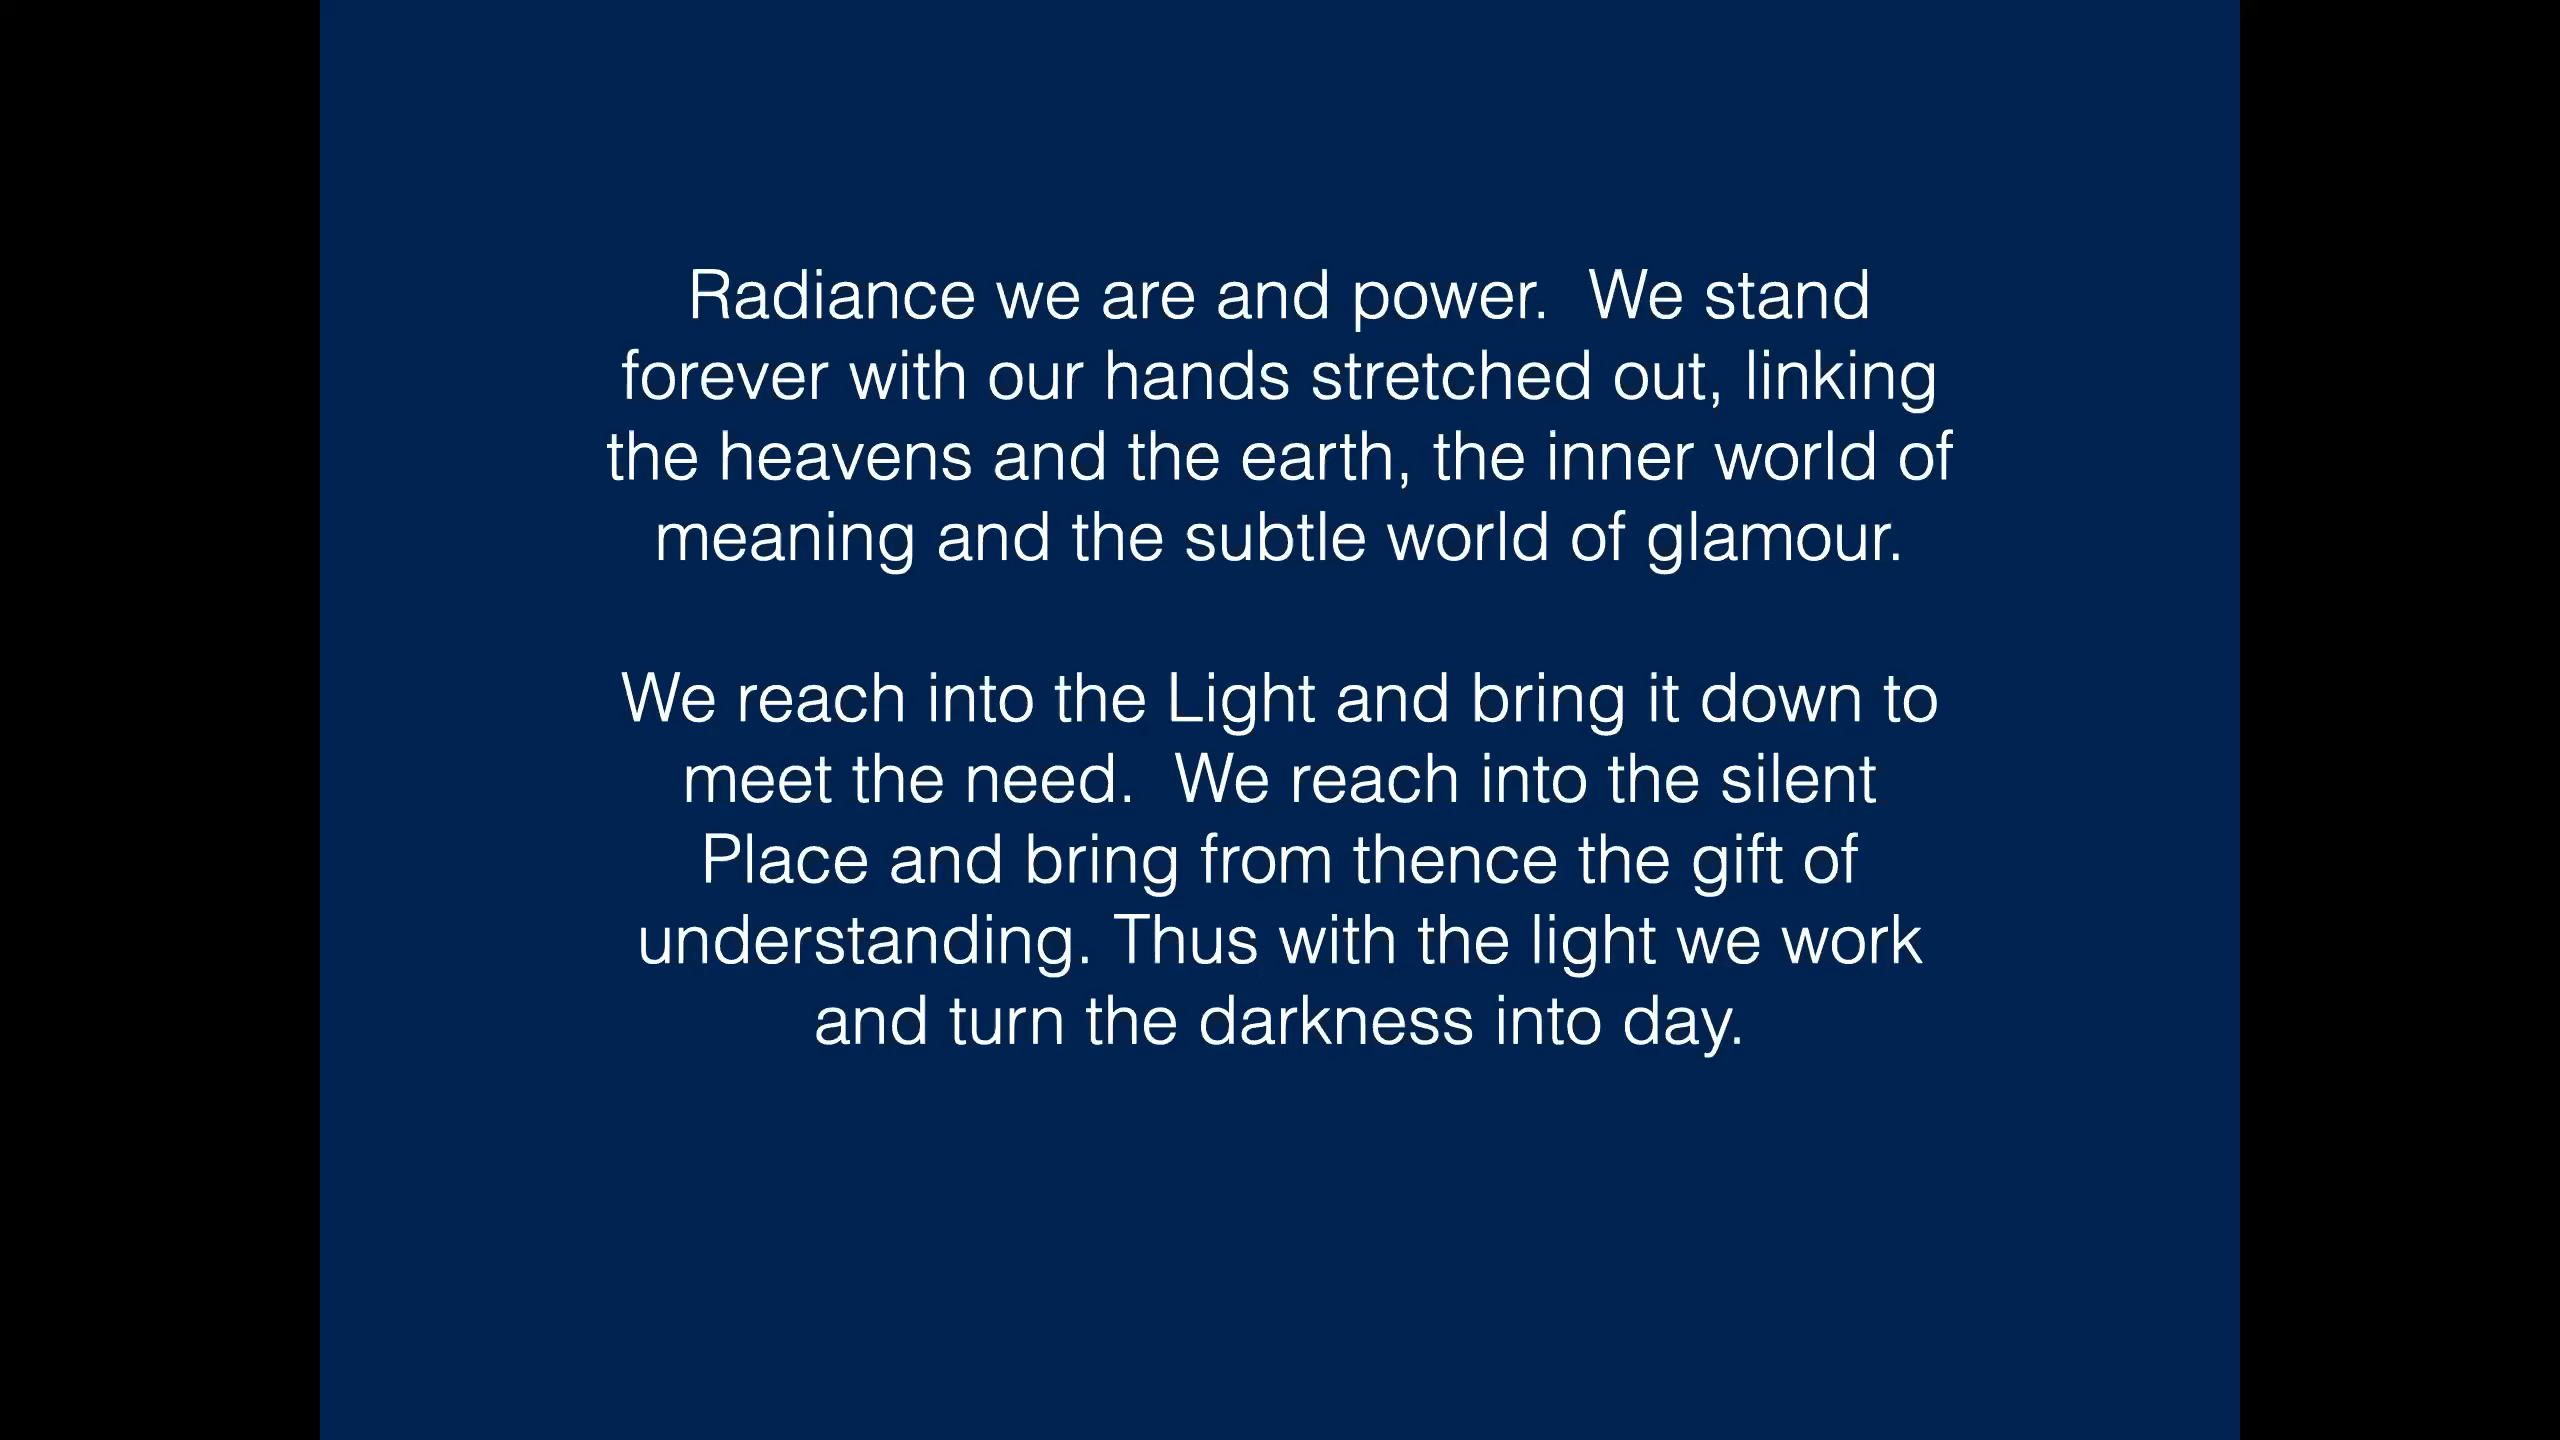 Radiance we are and power.  We stand
forever with our hands stretched out, linking
the heavens and the earth, the inner world of
meaning and the subtle world of glamour.

We reach into the Light and bring it down to
meet the need.  We reach into the silent
Place and bring from thence the gift of
understanding. Thus with the light we work
and turn the darkness into day.